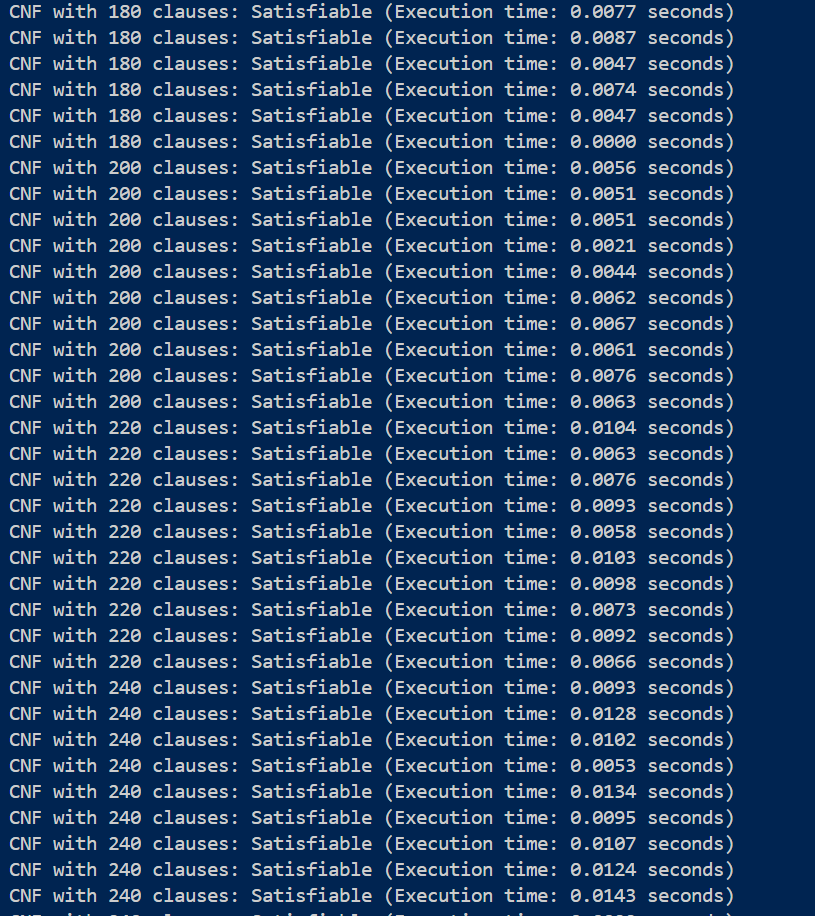 CNF with 180 clauses: Satisfiable (Execution time: 0.0077 seconds)
CNF with 180 clauses: Satisfiable (Execution time: 0.0087 seconds)
CNF with 180 clauses: Satisfiable (Execution time: 0.0047 seconds)
CNF with 180 clauses: Satisfiable (Execution time: 0.0074 seconds)
CNF with 180 clauses: Satisfiable (Execution time: 0.0047 seconds)
CNF with 180 clauses: Satisfiable (Execution time: 0.0000 seconds)
CNF with 200 clauses: Satisfiable (Execution time: 0.0056 seconds)
CNF with 200 clauses: Satisfiable (Execution time: 0.0051 seconds)
CNF with 200 clauses: Satisfiable (Execution time: 0.0051 seconds)
CNF with 200 clauses: Satisfiable (Execution time: 0.0021 seconds)
CNF with 200 clauses: Satisfiable (Execution time: 0.0044 seconds)
CNF with 200 clauses: Satisfiable (Execution time: 0.0062 seconds)
CNF with 200 clauses: Satisfiable (Execution time: 0.0067 seconds)
CNF with 200 clauses: Satisfiable (Execution time: 0.0061 seconds)
CNF with 200 clauses: Satisfiable (Execution time: 0.0076 seconds)
CNF with 200 clauses: Satisfiable (Execution time: 0.0063 seconds)
CNF with 220 clauses: Satisfiable (Execution time: 0.0104 seconds)
CNF with 220 clauses: Satisfiable (Execution time: 0.0063 seconds)
CNF with 220 clauses: Satisfiable (Execution time: 0.0076 seconds)
CNF with 220 clauses: Satisfiable (Execution time: 0.0093 seconds)
CNF with 220 clauses: Satisfiable (Execution time: 0.0058 seconds)
CNF with 220 clauses: Satisfiable (Execution time: 0.0103 seconds)
CNF with 220 clauses: Satisfiable (Execution time: 0.0098 seconds)
CNF with 220 clauses: Satisfiable (Execution time: 0.0073 seconds)
CNF with 220 clauses: Satisfiable (Execution time: 0.0092 seconds)
CNF with 220 clauses: Satisfiable (Execution time: 0.0066 seconds)
CNF with 240 clauses: Satisfiable (Execution time: 0.0093 seconds)
CNF with 240 clauses: Satisfiable (Execution time: 0.0128 seconds)
CNF with 240 clauses: Satisfiable (Execution time: 0.0102 seconds)
CNF with 240 clauses: Satisfiable (Execution time: 0.0053 seconds)
CNF with 240 clauses: Satisfiable (Execution time: 0.0134 seconds)
CNF with 240 clauses: Satisfiable (Execution time: 0.0095 seconds)
CNF with 240 clauses: Satisfiable (Execution time: 0.0107 seconds)
CNF with 240 clauses: Satisfiable (Execution time: 0.0124 seconds)
CNF with 240 clauses: Satisfiable (Execution time: 0.0143 seconds)